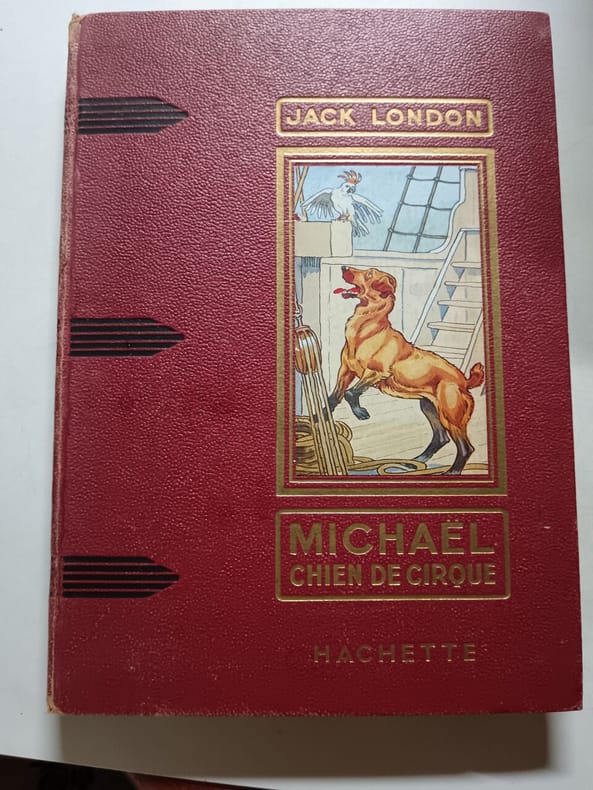 JACK LONDON
MICHAËL
CHIEN DE CIRQUE
HACHETTE